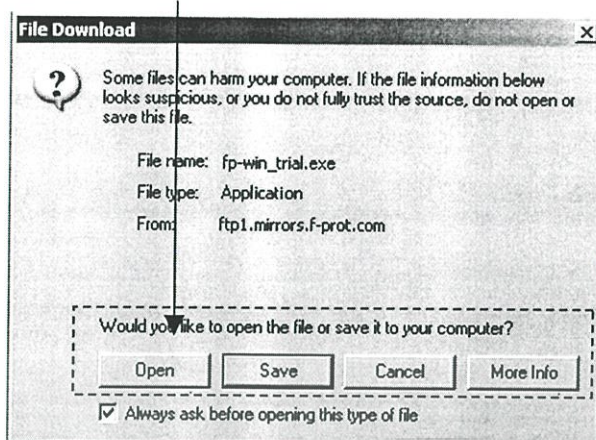 File Download
Some files can harm your computer. If the file information below
looks suspicious, or you do not fully trust the source, do not open or
save this file.
File name: fp-win_trial.exe
File type: Application
From: ftp1.mirrors.f-prot.com
Would you like to open the file or save it to your computer?
Open Save Cancel More Info
Always ask before opening this type of file